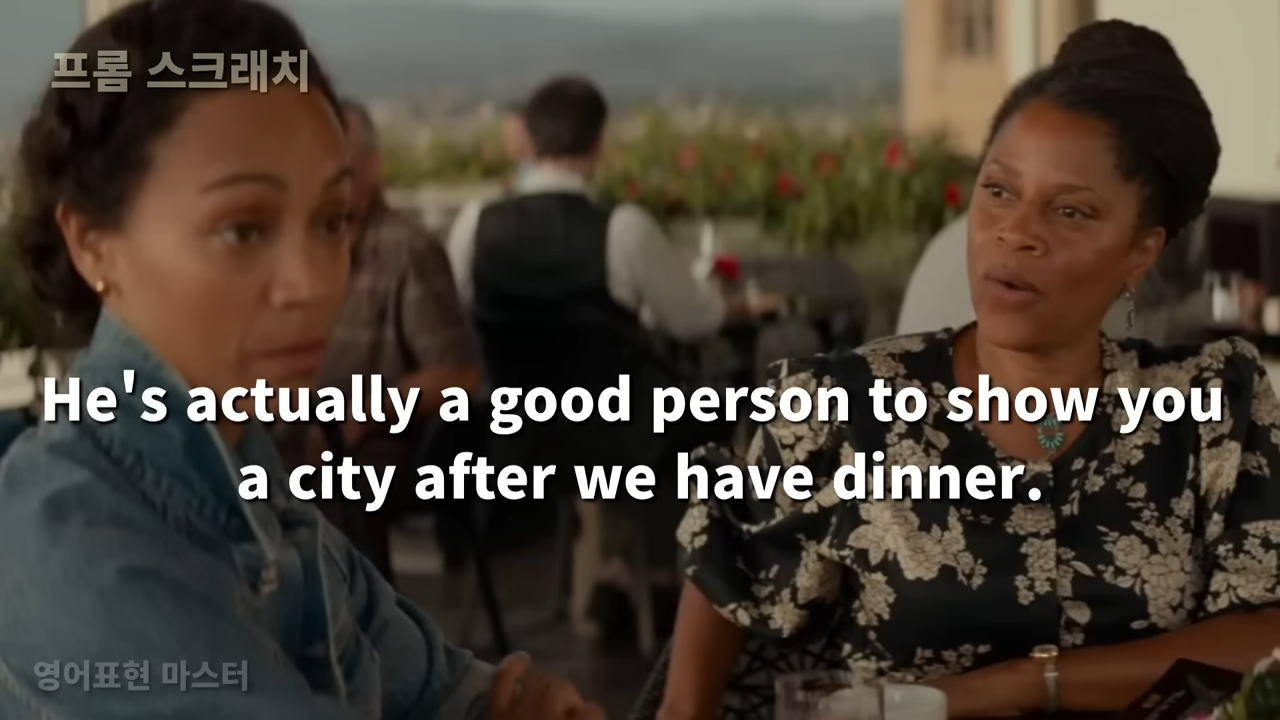 프롬 스크래치
He's actually a good person to show you
a city after we have dinner.
영어표현 마스터